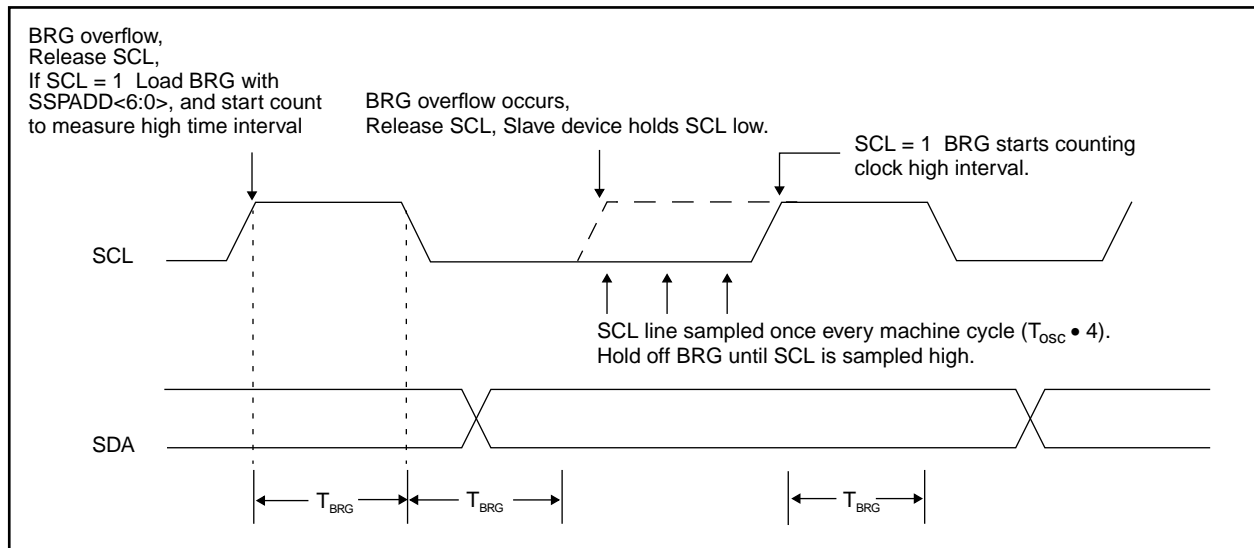 BRG overflow,
Release SCL,
If SCL = 1 Load BRG with
SSPADD<6:0>, and start count
to measure high time interval
BRG overflow occurs,
Release SCL, Slave device holds SCL low.
SCL = 1 BRG starts counting
clock high interval.
SCL
SCL line sampled once every machine cycle (Tosc • 4).
Hold off BRG until SCL is sampled high.
SDA
TBRG
TBRG
TBRG